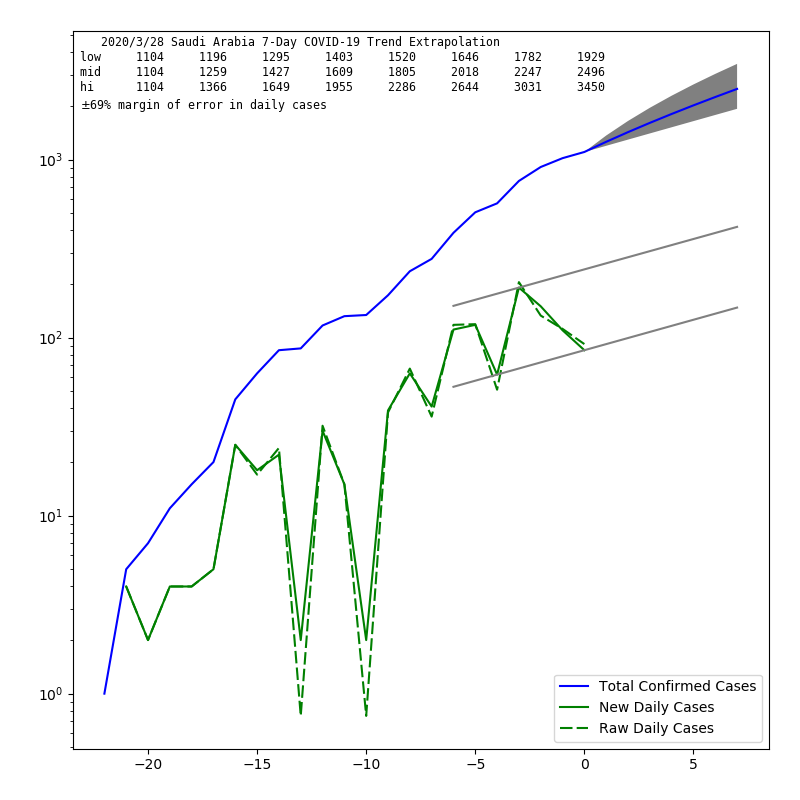 2020/3/28 Saudi Arabia 7-Day COVID-19 Trend Extrapolation
low 1104 1196 1295 1403 1520 1646 1782 1929
mid 1104 1259 1427 1609 1805 2018 2247 2496
hi 1104 1366 1649 1955 2286 2644 3031 3450
±69% margin of error in daily cases
10³
10²
10¹
10⁰
Total Confirmed Cases
New Daily Cases
Raw Daily Cases
−20 −15 −10 −5 0 5